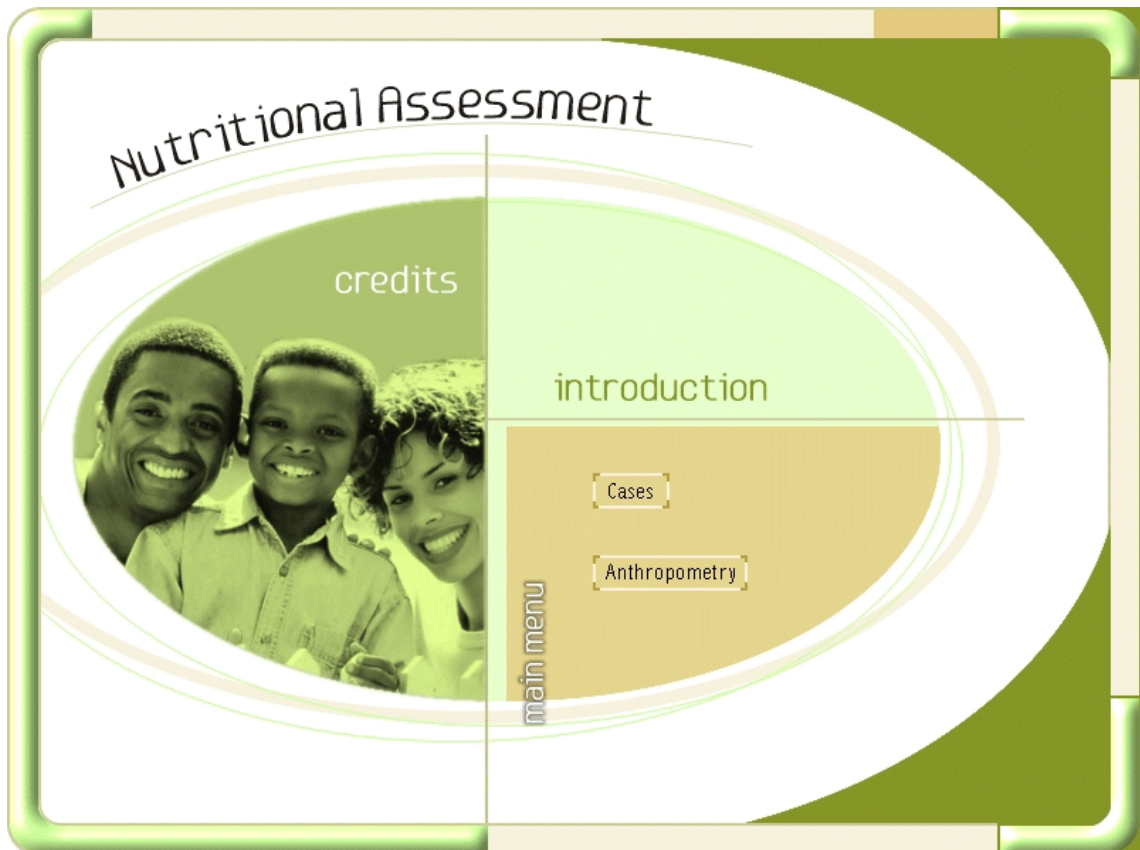 Nutritional Assessment
credits
introduction
Cases
Anthropometry
main menu